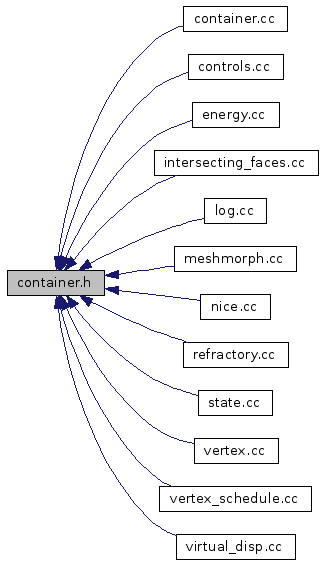 container.cc
controls.cc
energy.cc
intersecting_faces.cc
log.cc
meshmorph.cc
container.h
nice.cc
refractory.cc
state.cc
vertex.cc
vertex_schedule.cc
virtual_disp.cc